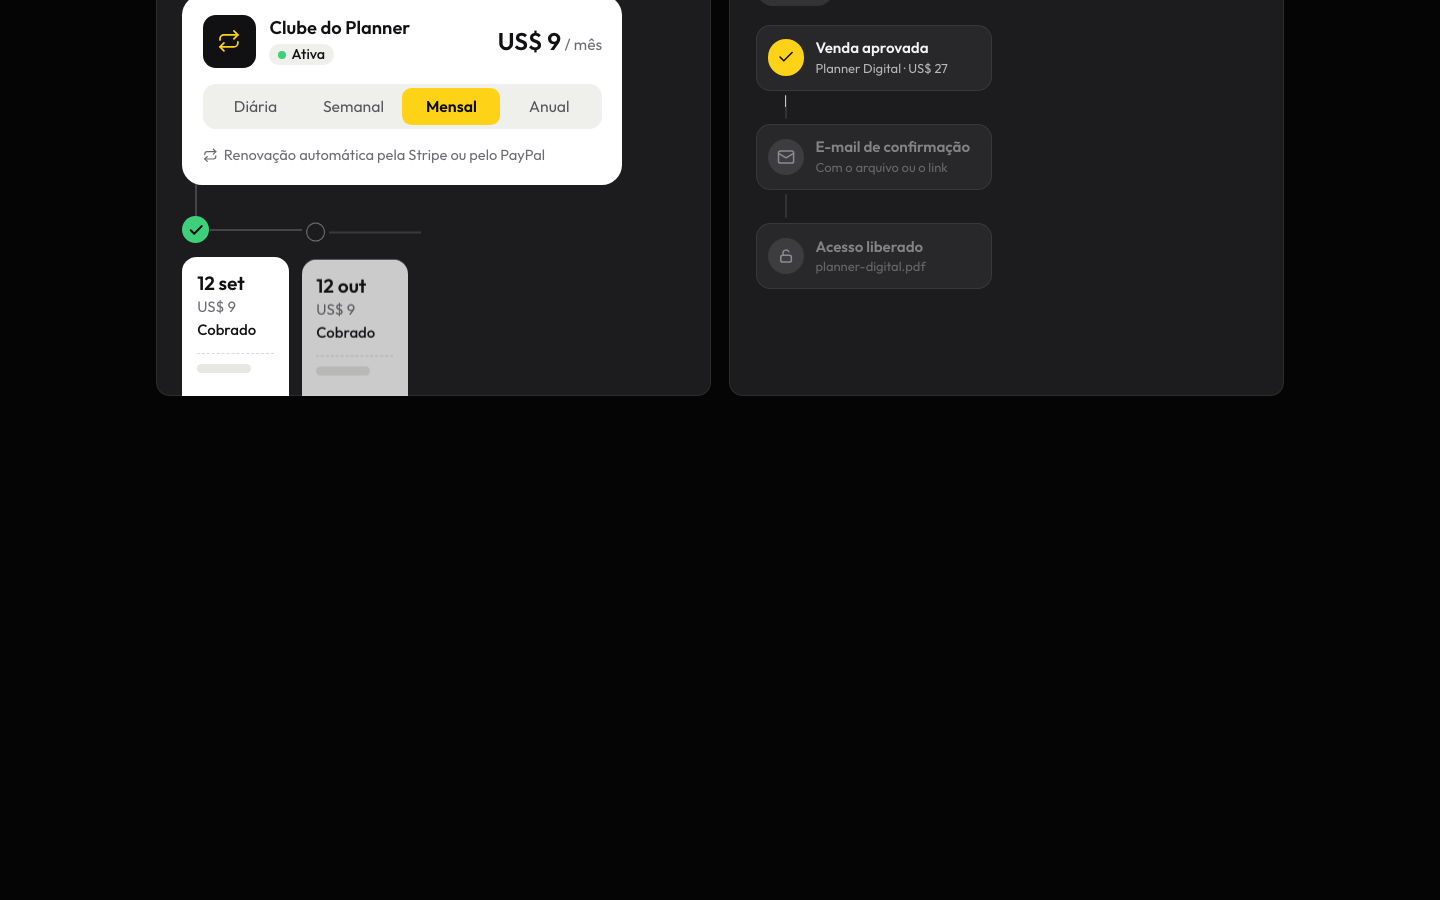 Clube do Planner
Ativa
US$ 9 / mês
Diária Semanal Mensal Anual
Renovação automática pela Stripe ou pelo PayPal
12 set
US$ 9
Cobrado
12 out
US$ 9
Cobrado
Venda aprovada
Planner Digital · US$ 27
E-mail de confirmação
Com o arquivo ou o link
Acesso liberado
planner-digital.pdf